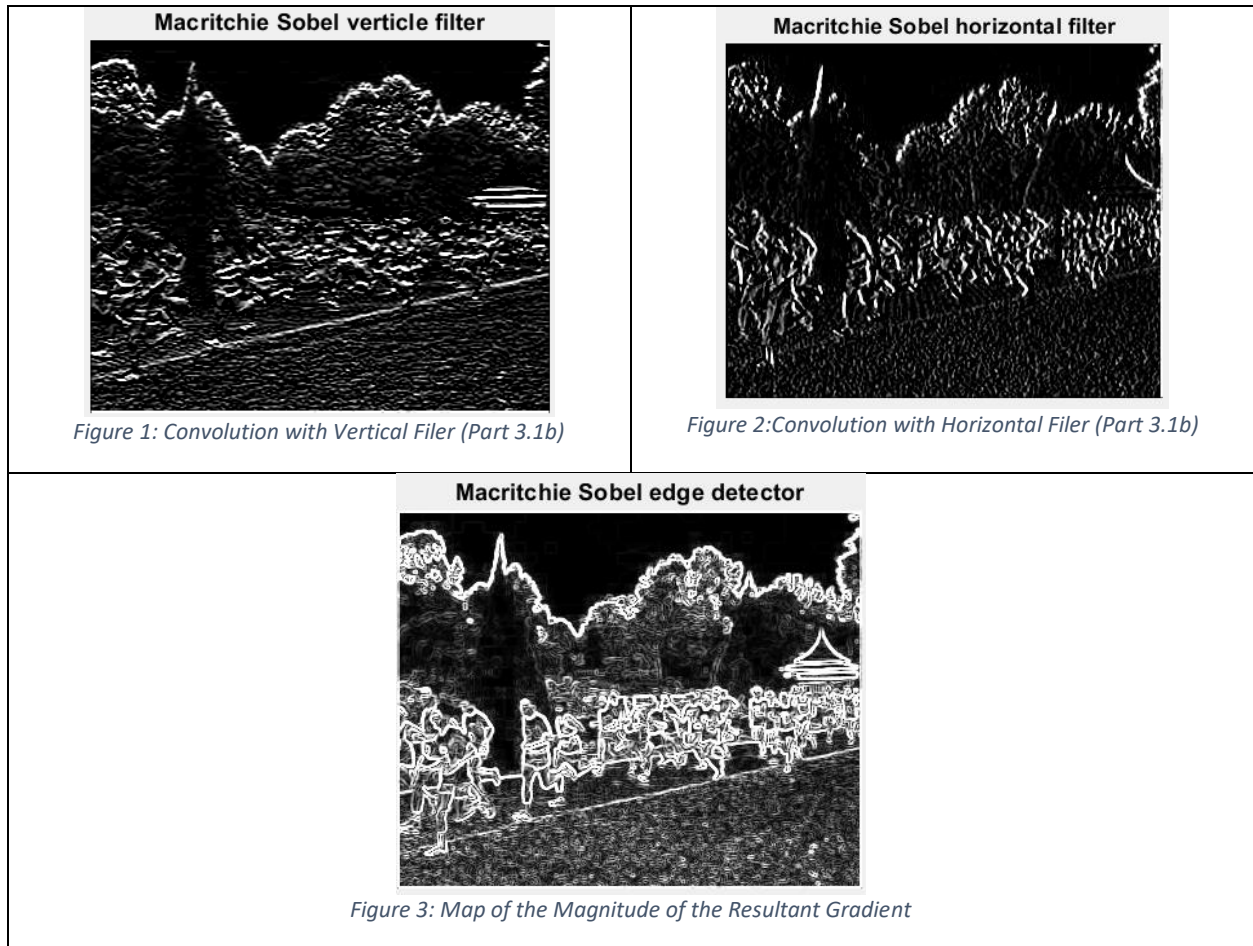 Macritchie Sobel verticle filter
Figure 1: Convolution with Vertical Filer (Part 3.1b)
Macritchie Sobel horizontal filter
Figure 2:Convolution with Horizontal Filer (Part 3.1b)
Macritchie Sobel edge detector
Figure 3: Map of the Magnitude of the Resultant Gradient